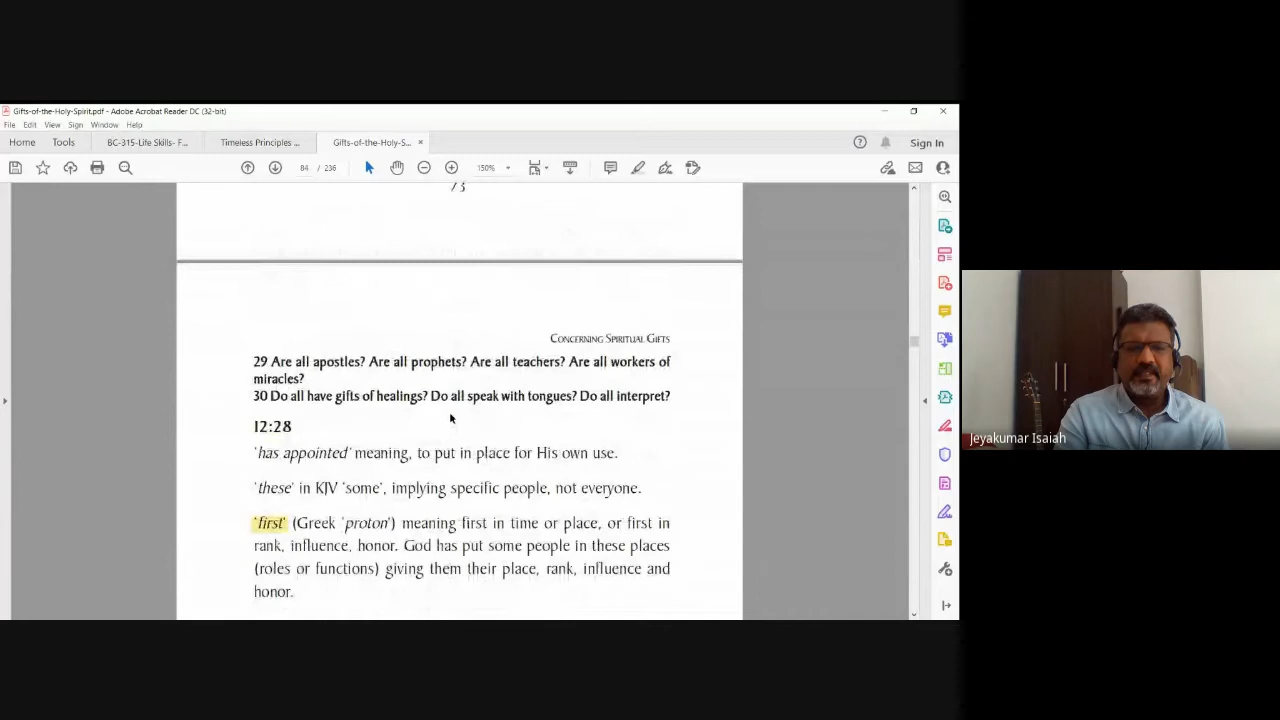 Gifts-of-the-Holy-Spirit.pdf - Adobe Acrobat Reader DC (32-bit)
File Edit View Sign Window Help
Home Tools BC-315-Life Skills- F... Timeless Principles ... Gifts-of-the-Holy-S... × Sign In
84 / 236 150%
73
CONCERNING SPIRITUAL GIFTS
29 Are all apostles? Are all prophets? Are all teachers? Are all workers of
miracles?
30 Do all have gifts of healings? Do all speak with tongues? Do all interpret?
12:28
'has appointed' meaning, to put in place for His own use.
'these' in KJV 'some', implying specific people, not everyone.
'first' (Greek 'proton') meaning first in time or place, or first in
rank, influence, honor. God has put some people in these places
(roles or functions) giving them their place, rank, influence and
honor.
Jeyakumar Isaiah